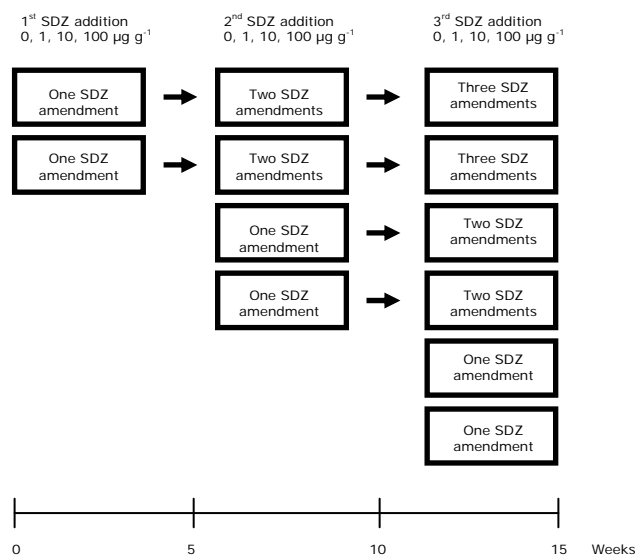 1st SDZ addition
0, 1, 10, 100 µg g-1
2nd SDZ addition
0, 1, 10, 100 µg g-1
3rd SDZ addition
0, 1, 10, 100 µg g-1
One SDZ
amendment
Two SDZ
amendments
Three SDZ
amendments
One SDZ
amendment
Two SDZ
amendments
Three SDZ
amendments
One SDZ
amendment
Two SDZ
amendments
One SDZ
amendment
Two SDZ
amendments
One SDZ
amendment
One SDZ
amendment
0 5 10 15 Weeks